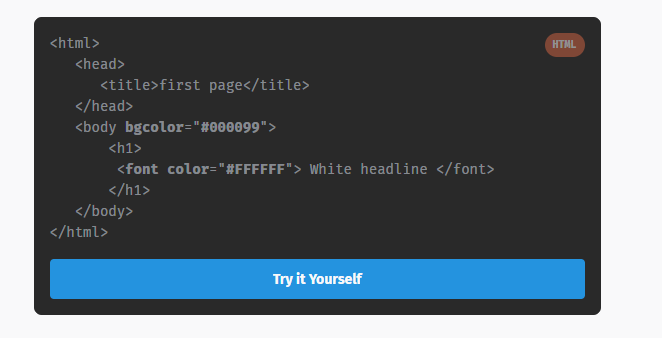 <html>
HTML
<head>
<title>first page</title>
</head>
<body bgcolor="#000099">
<h1>
<font color="#FFFFFF"> White headline </font>
</h1>
</body>
</html>
Try it Yourself